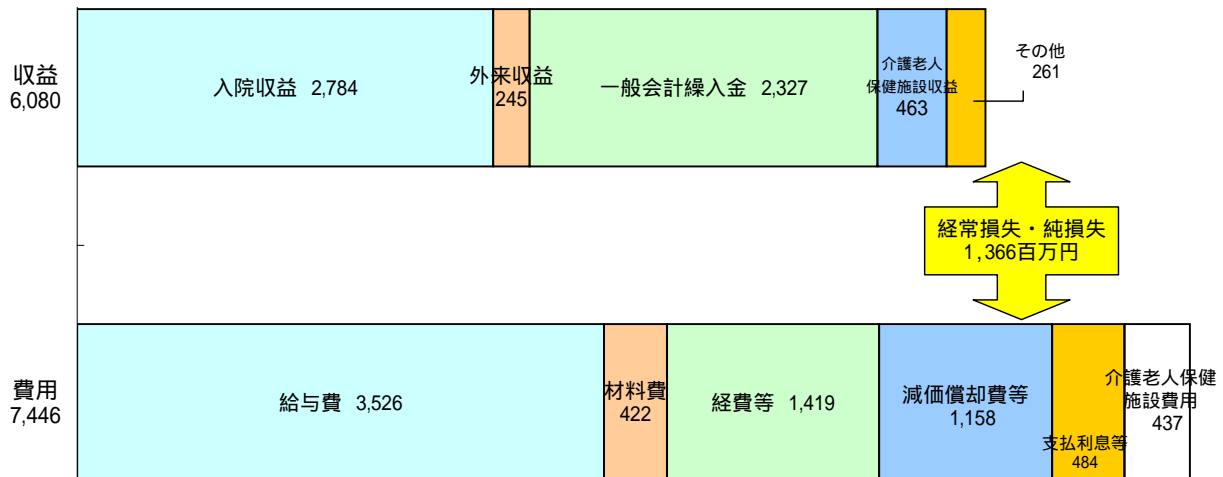 収益
6,080
入院収益 2,784
外来収益
245
一般会計繰入金 2,327
介護老人
保健施設収益
463
その他
261
経常損失・純損失
1,366百万円
費用
7,446
給与費 3,526
材料費
422
経費等 1,419
減価償却費等
1,158
支払利息等
484
介護老人保健
施設費用
437